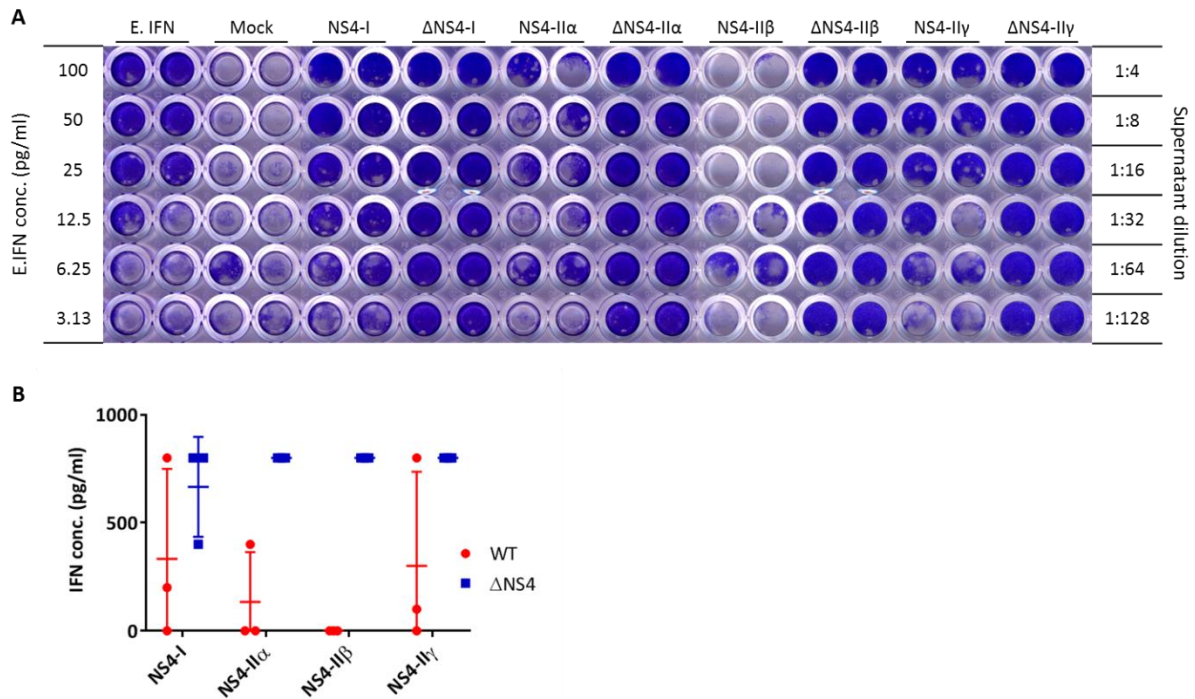 A
E. IFN Mock NS4-I ΔNS4-I NS4-IIα ΔNS4-IIα NS4-IIβ ΔNS4-IIβ NS4-IIγ ΔNS4-IIγ
E.IFN conc. (pg/ml)
100 1:4
50 1:8
25 1:16
12.5 1:32
6.25 1:64
3.13 1:128
Supernatant dilution
B
IFN conc. (pg/ml)
1000
500
0
WT
ΔNS4
NS4-I NS4-IIα NS4-IIβ NS4-IIγ